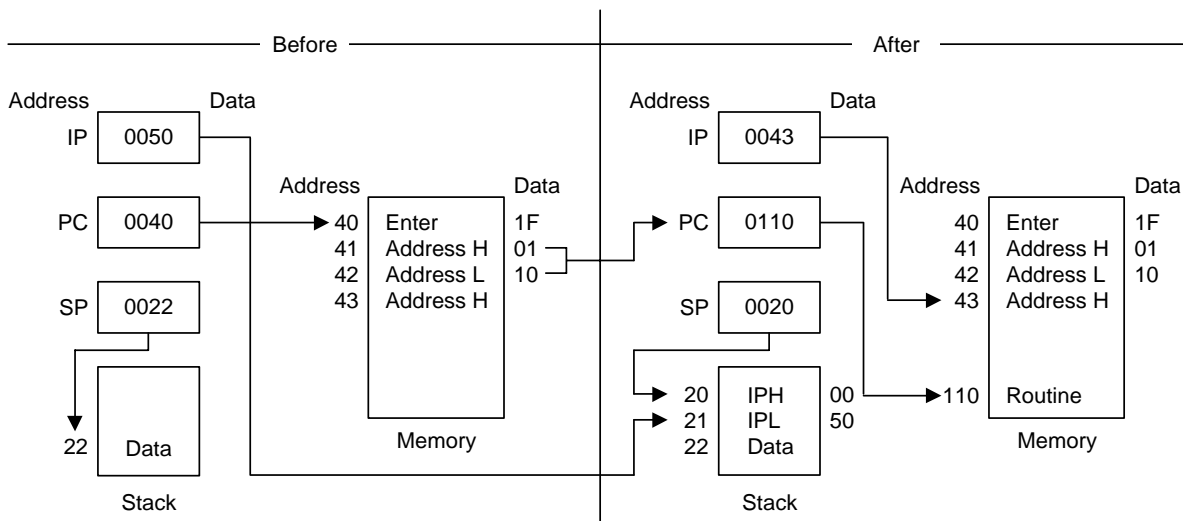 Before
Address Data
IP 0050
PC 0040
SP 0022
22 Data
Stack
Address Data
40 Enter 1F
41 Address H 01
42 Address L 10
43 Address H
Memory
After
Address Data
IP 0043
PC 0110
SP 0020
20 IPH 00
21 IPL 50
22 Data
Stack
Address Data
40 Enter 1F
41 Address H 01
42 Address L 10
43 Address H
110 Routine
Memory